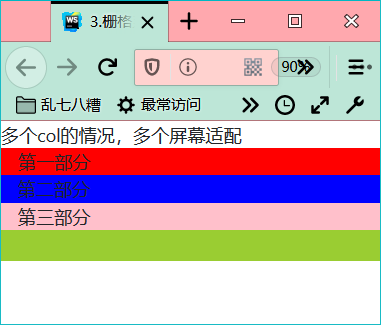 3.栅格
90%
乱七八糟 最常访问
多个col的情况，多个屏幕适配
第一部分
第二部分
第三部分